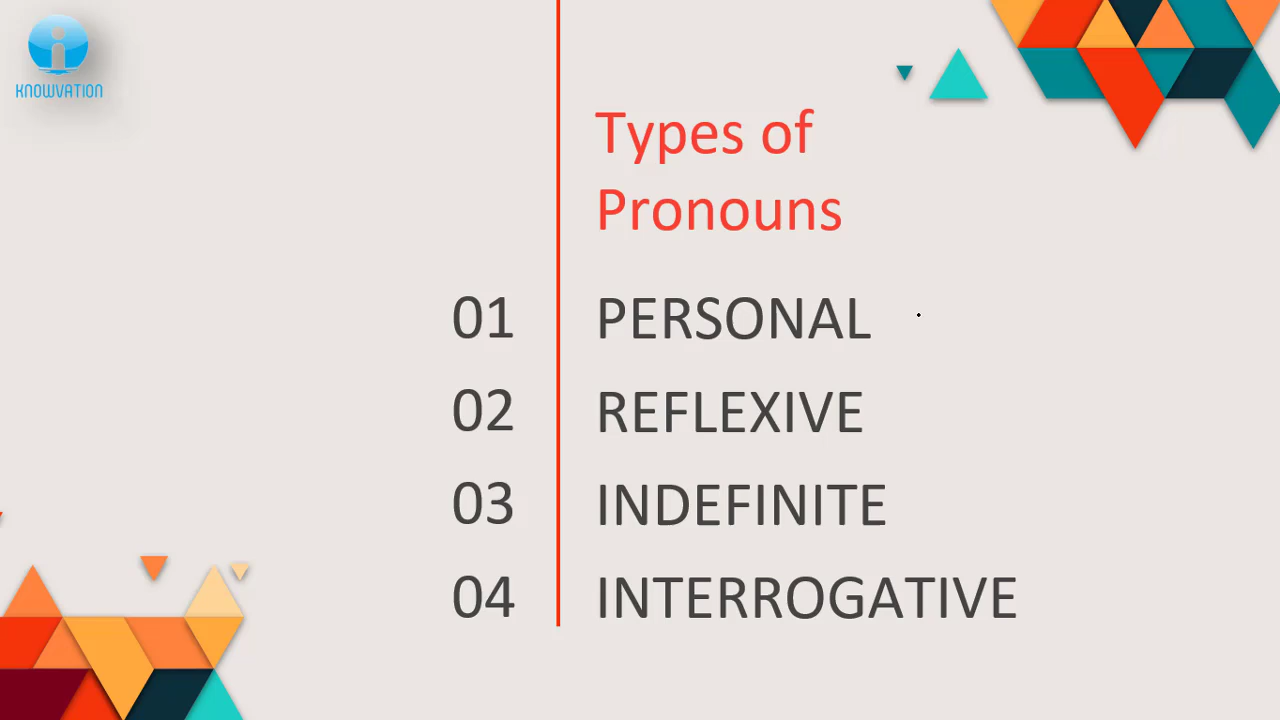 KNOWVATION
Types of
Pronouns
01 PERSONAL
02 REFLEXIVE
03 INDEFINITE
04 INTERROGATIVE